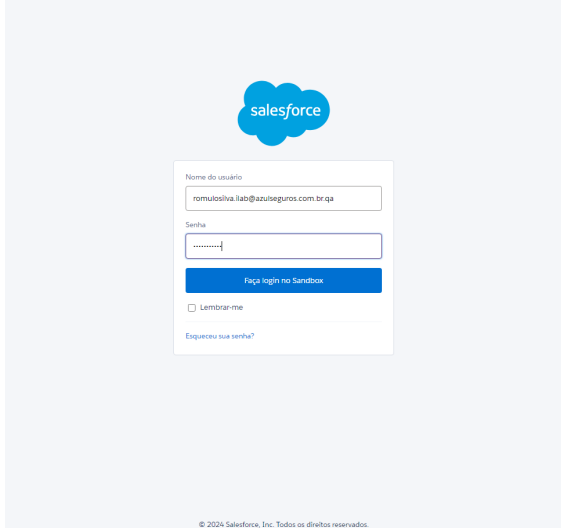 salesforce
Nome do usuário
romulosilva.ilab@azulseguros.com.br.qa
Senha
Faça login no Sandbox
Lembrar-me
Esqueceu sua senha?
© 2024 Salesforce, Inc. Todos os direitos reservados.